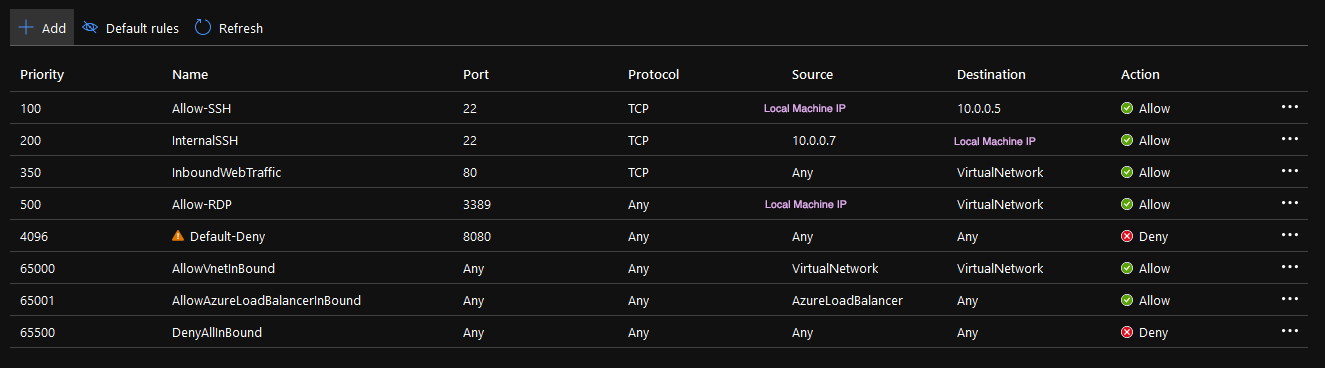 Add Default rules Refresh
Priority Name Port Protocol Source Destination Action
100 Allow-SSH 22 TCP Local Machine IP 10.0.0.5 Allow
200 InternalSSH 22 TCP 10.0.0.7 Local Machine IP Allow
350 InboundWebTraffic 80 TCP Any VirtualNetwork Allow
500 Allow-RDP 3389 Any Local Machine IP VirtualNetwork Allow
4096 Default-Deny 8080 Any Any Any Deny
65000 AllowVnetInBound Any Any VirtualNetwork VirtualNetwork Allow
65001 AllowAzureLoadBalancerInBound Any Any AzureLoadBalancer Any Allow
65500 DenyAllInBound Any Any Any Any Deny